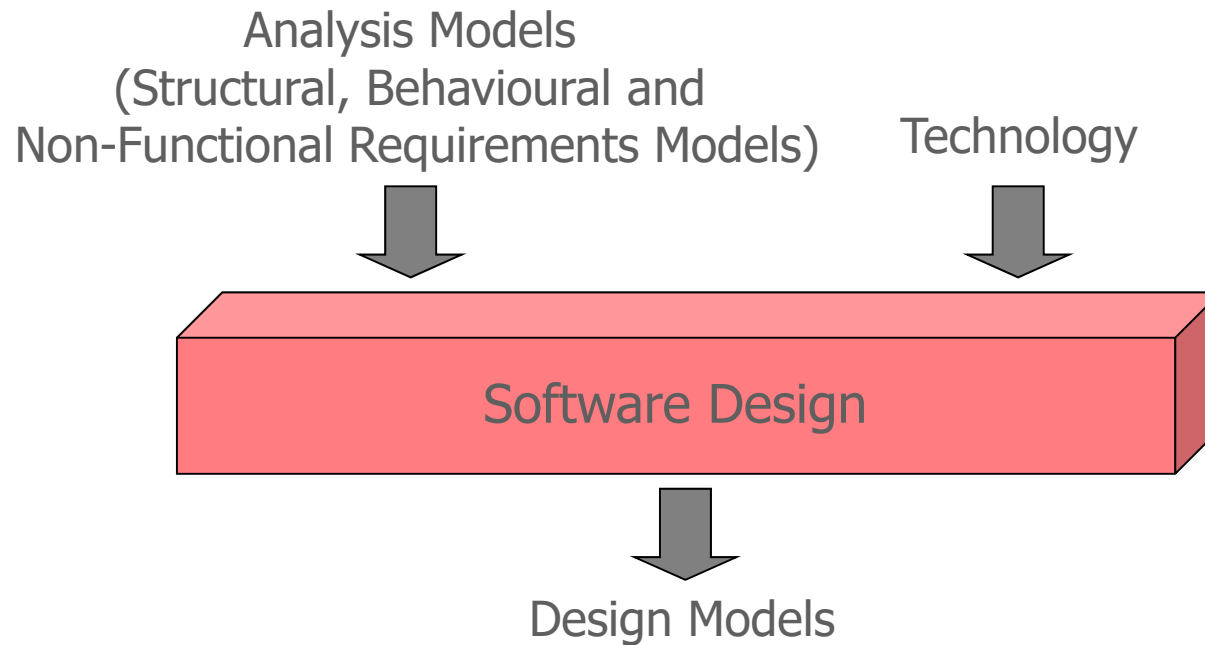 Analysis Models
(Structural, Behavioural and
Non-Functional Requirements Models)
Technology
Software Design
Design Models